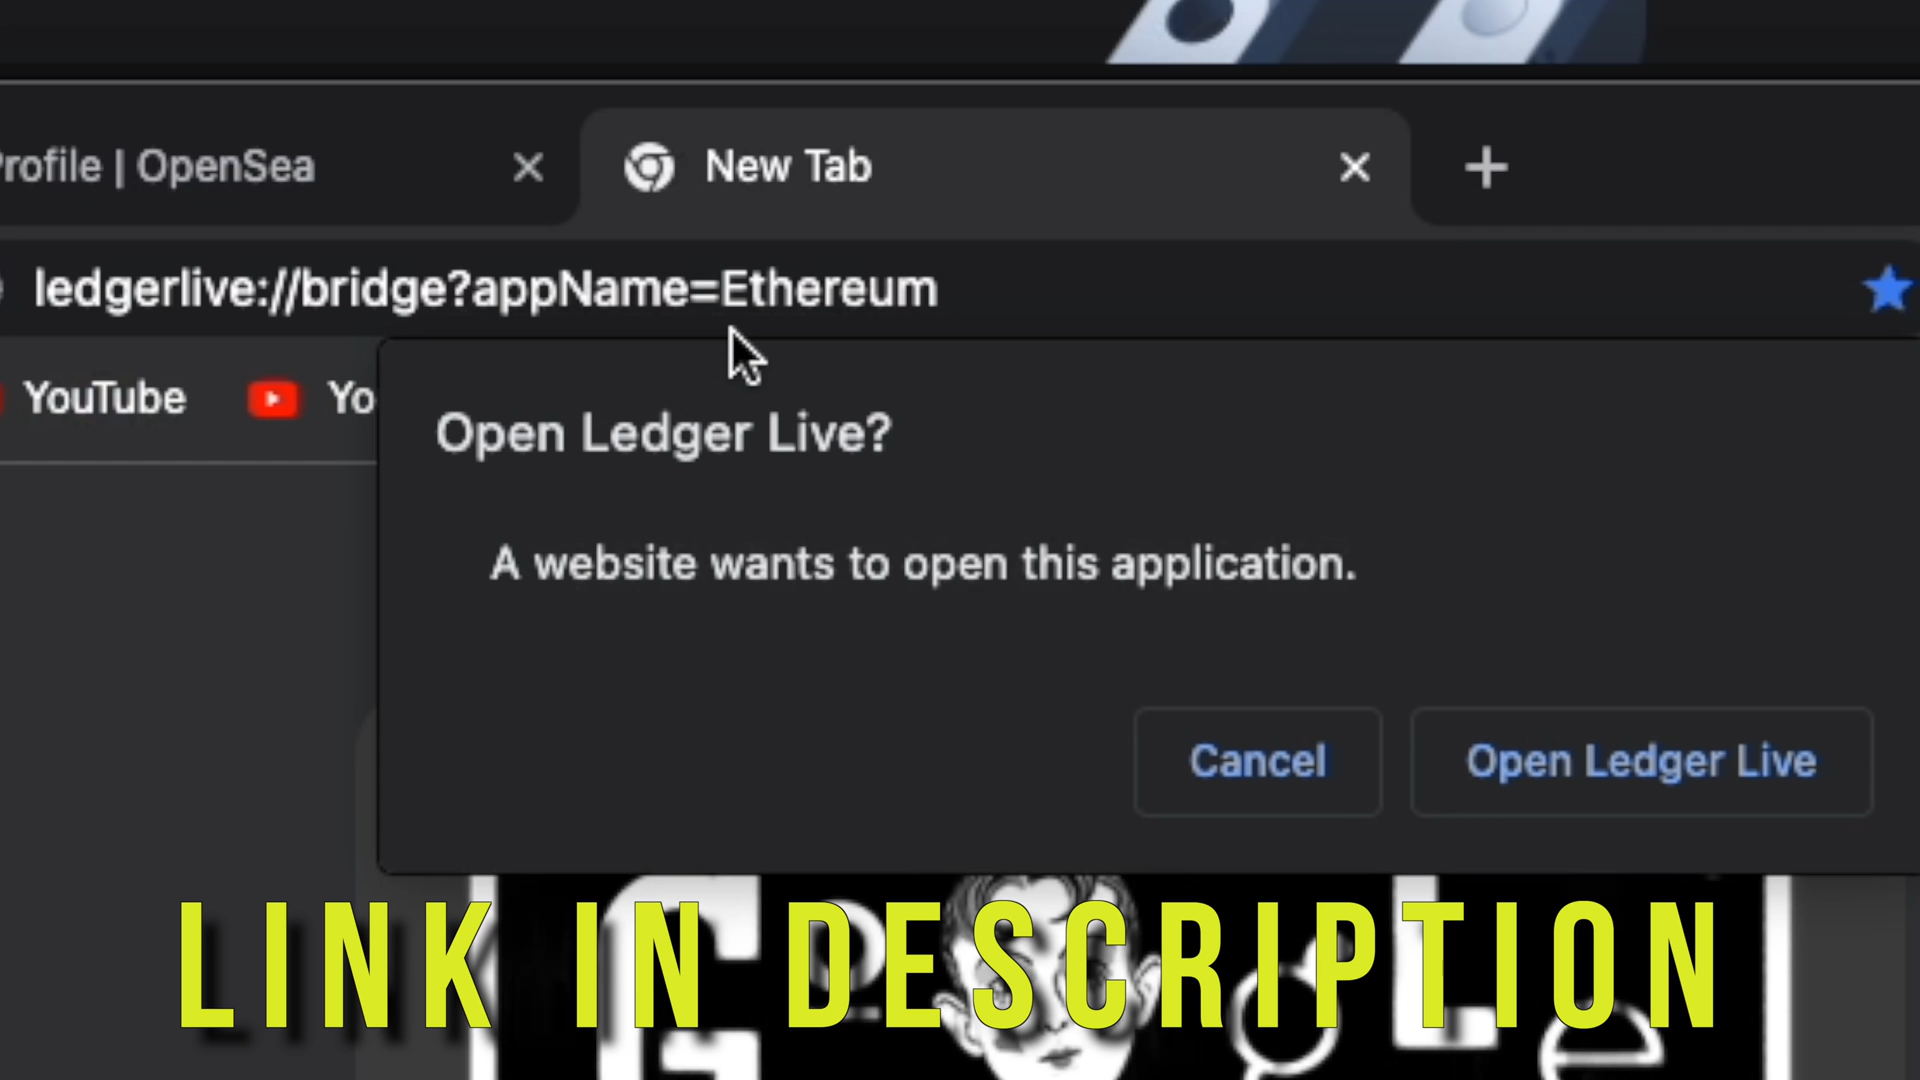 Profile | OpenSea
New Tab
ledgerlive://bridge?appName=Ethereum
YouTube
Yo
Open Ledger Live?
A website wants to open this application.
Cancel
Open Ledger Live
LINK IN DESCRIPTION